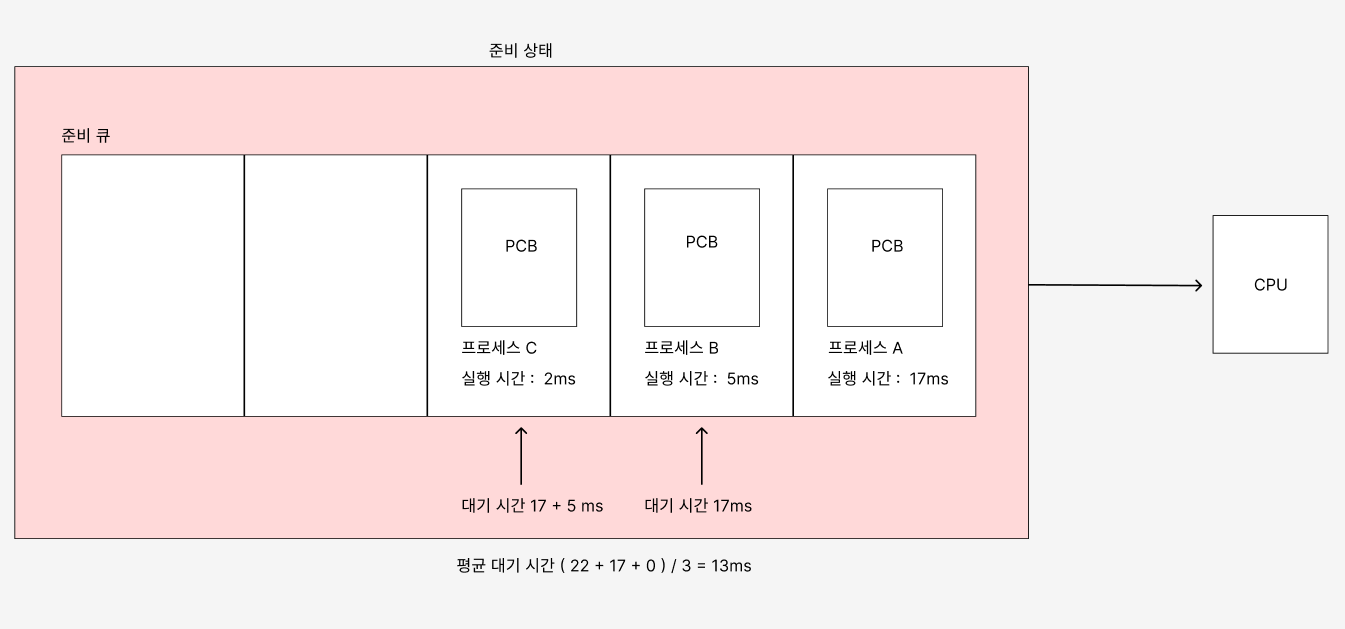 준비 상태
준비 큐
PCB
프로세스 C
실행 시간 : 2ms
PCB
프로세스 B
실행 시간 : 5ms
PCB
프로세스 A
실행 시간 : 17ms
CPU
대기 시간 17 + 5 ms
대기 시간 17ms
평균 대기 시간 ( 22 + 17 + 0 ) / 3 = 13ms